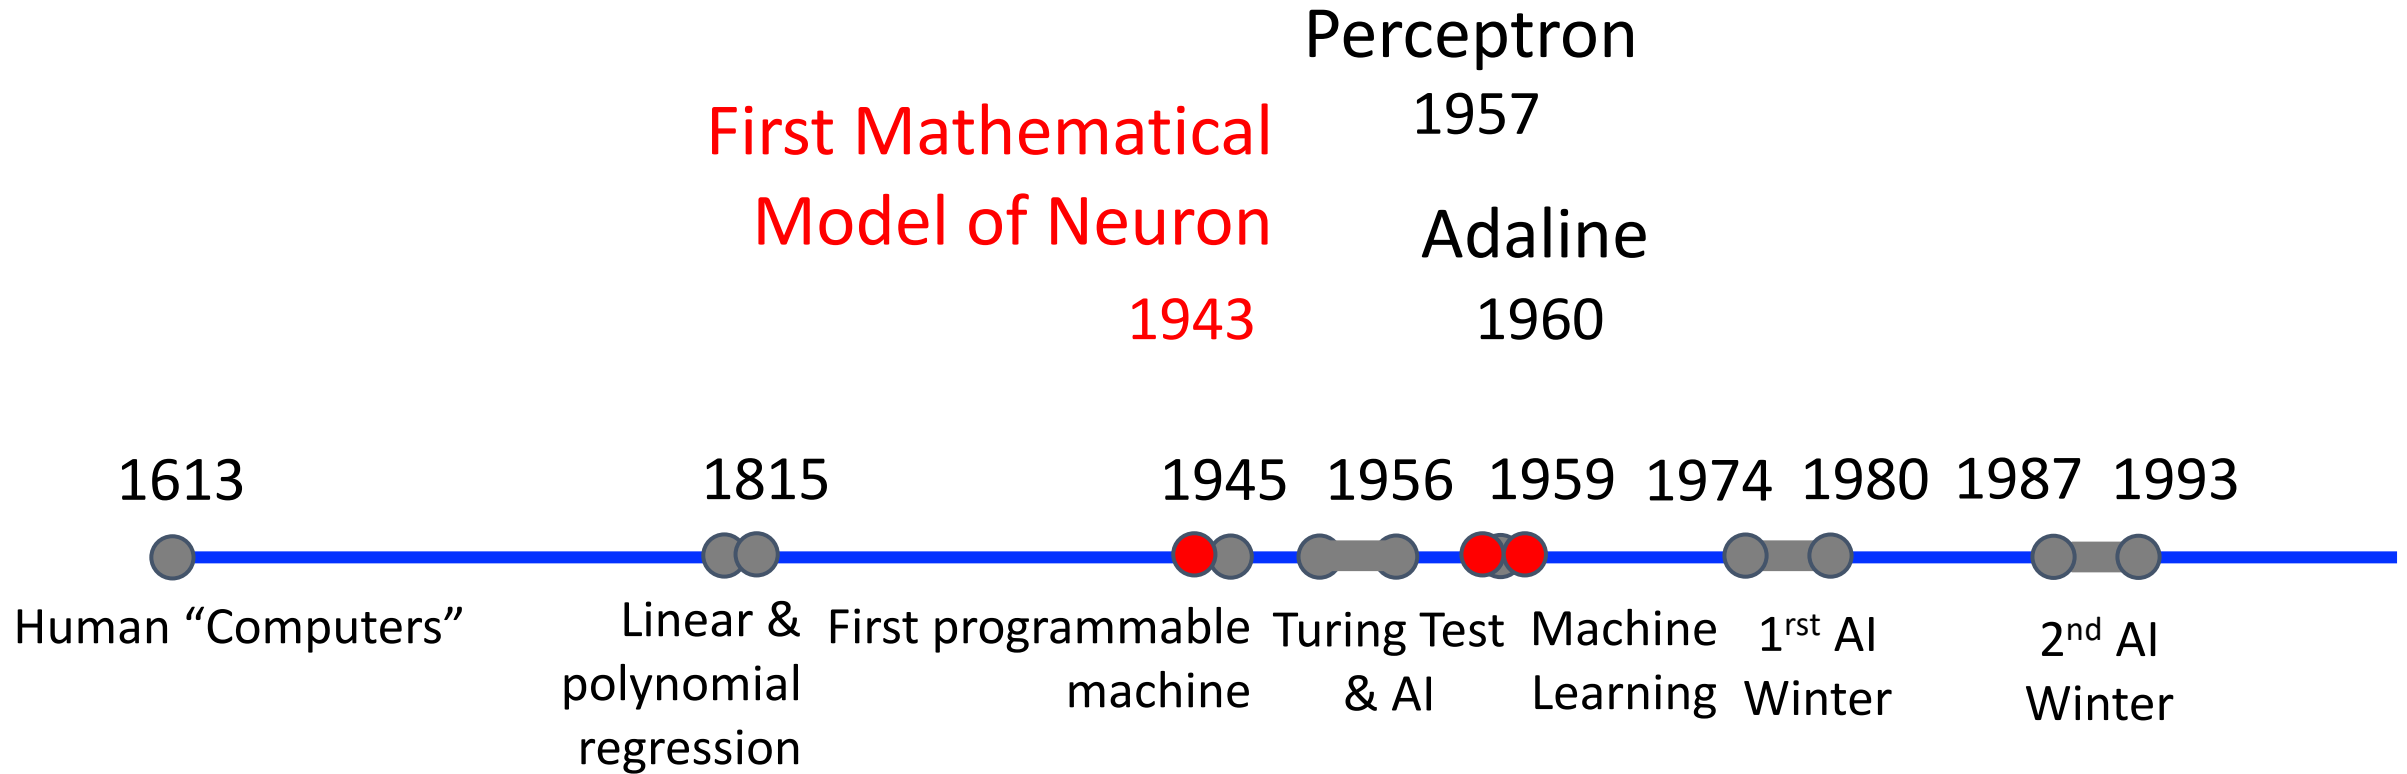 Perceptron
1957
First Mathematical
Model of Neuron
1943
Adaline
1960
1613
1815
1945
1956
1959
1974
1980
1987
1993
Human “Computers”
Linear &
polynomial
regression
First programmable
machine
Turing Test
& AI
Machine
Learning
1rst AI
Winter
2nd AI
Winter